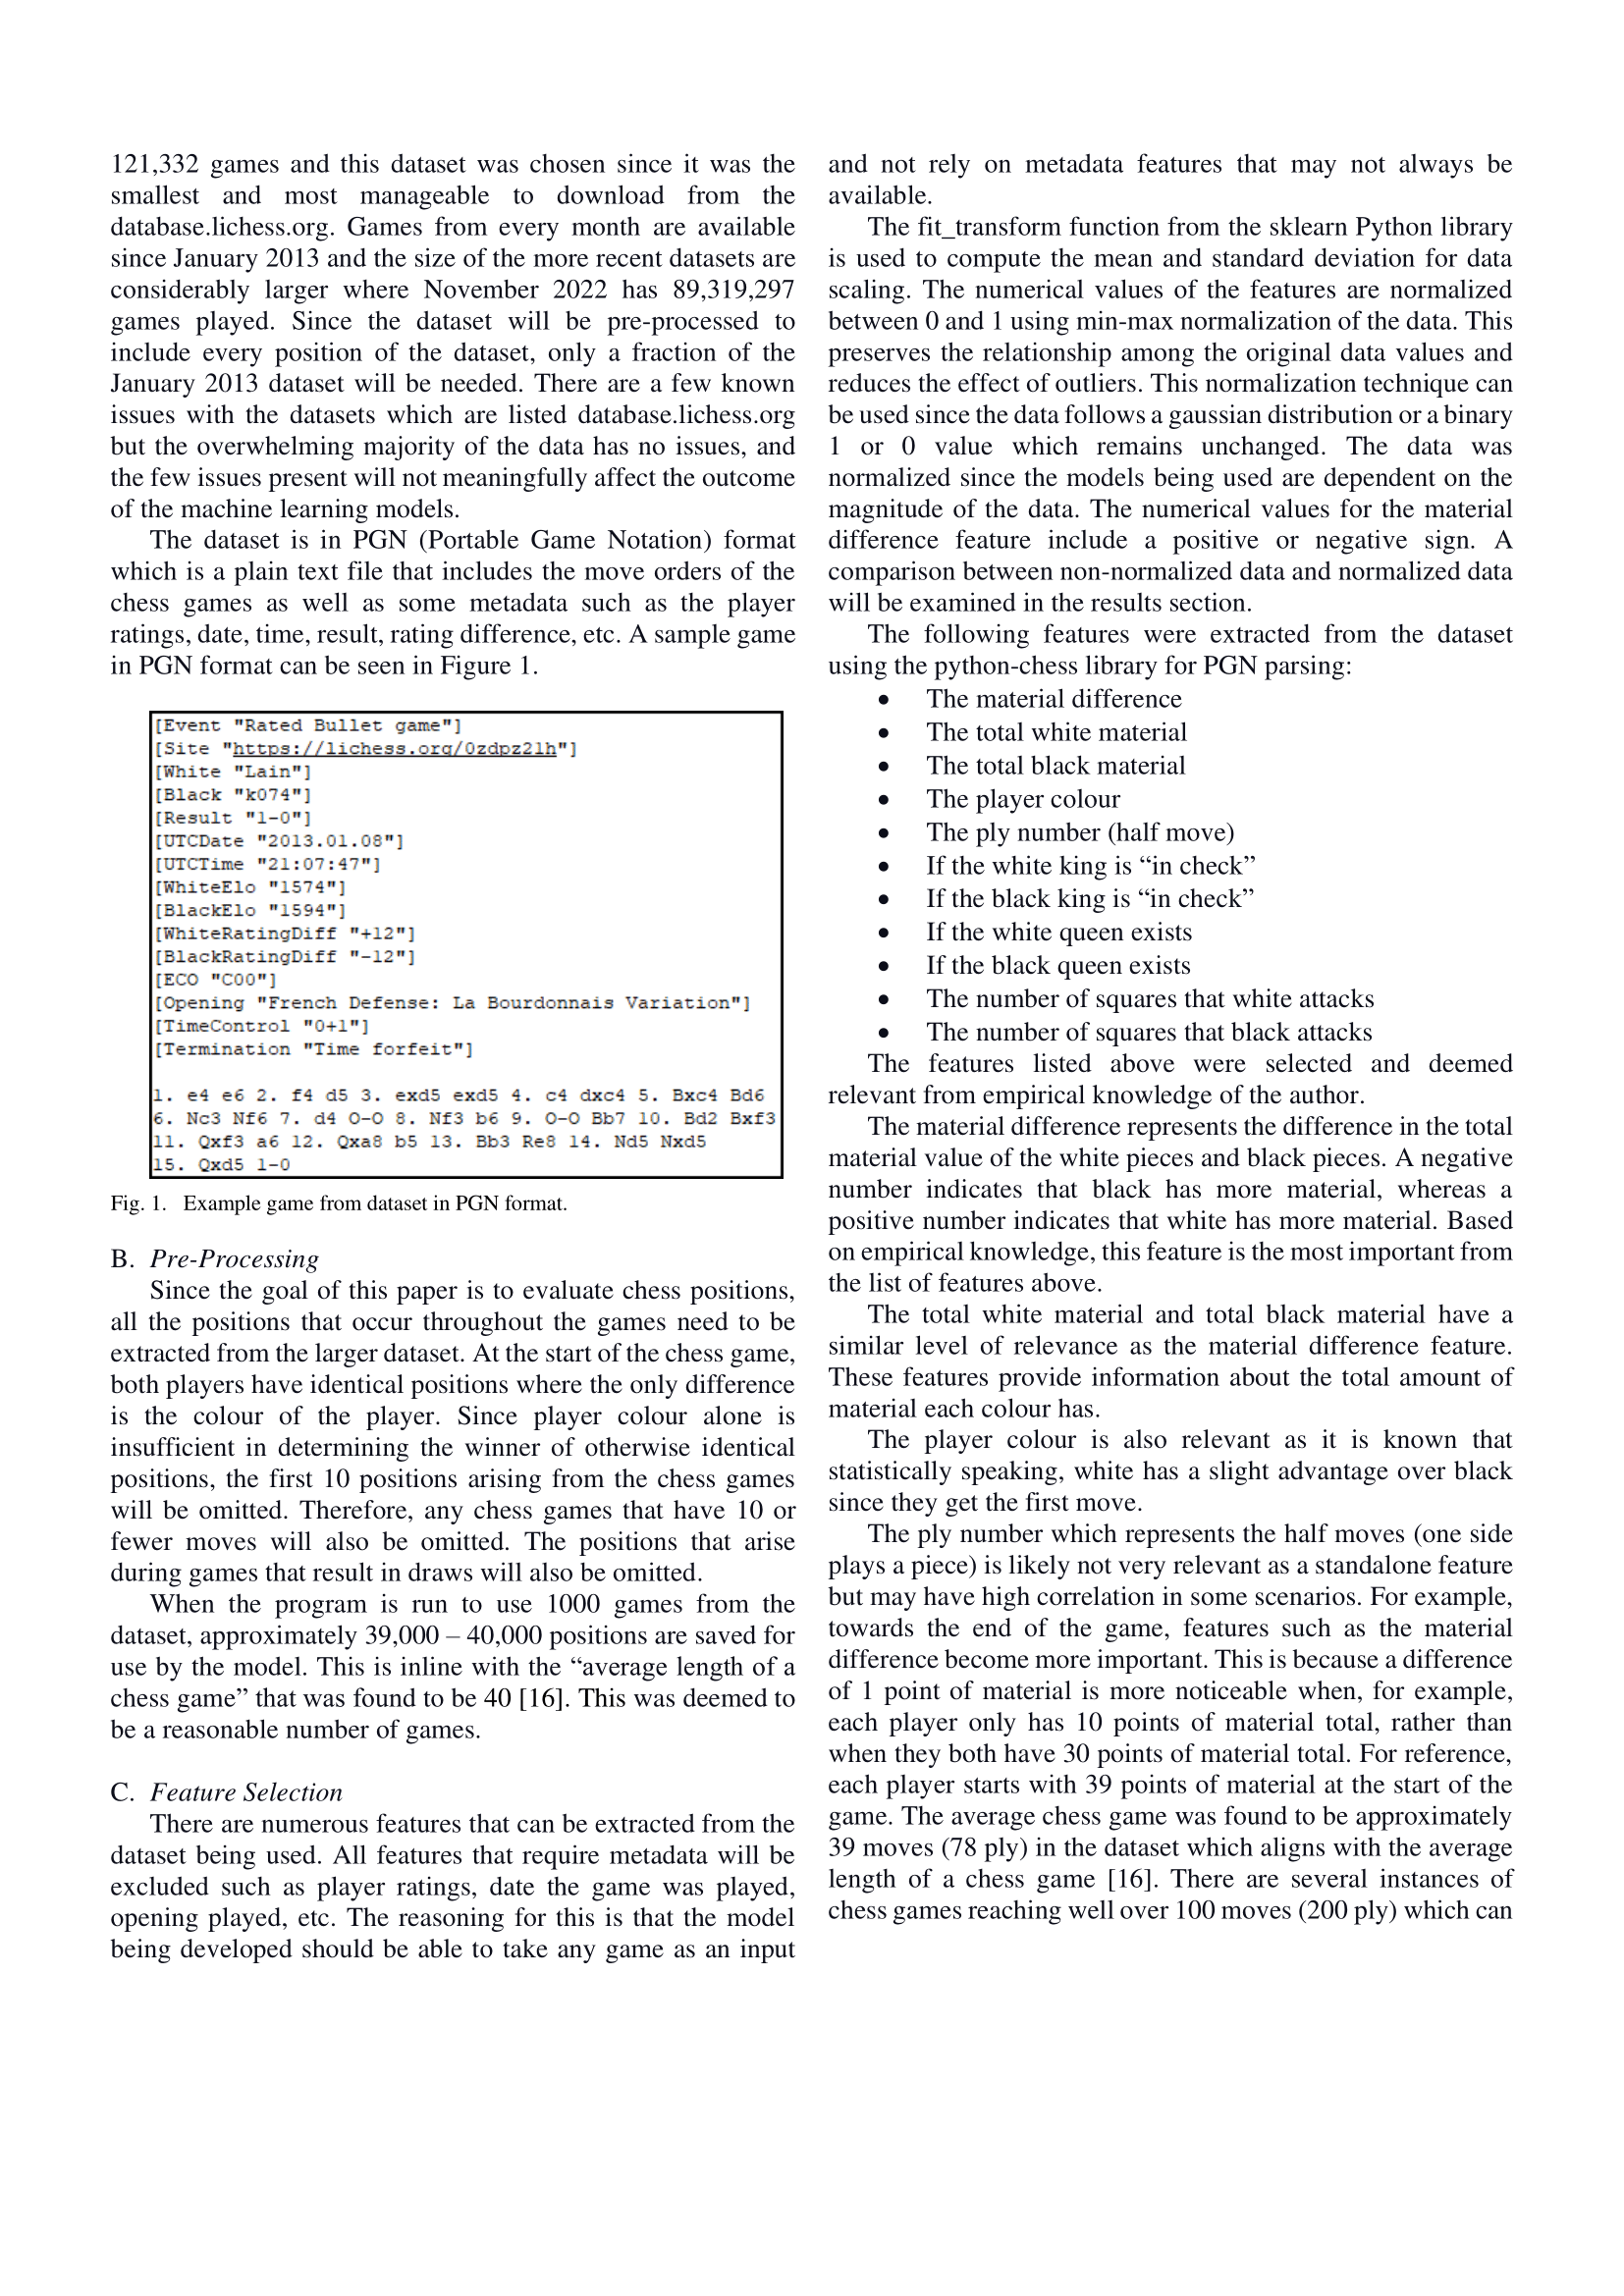 121,332 games and this dataset was chosen since it was the
smallest and most manageable to download from the
database.lichess.org. Games from every month are available
since January 2013 and the size of the more recent datasets are
considerably larger where November 2022 has 89,319,297
games played. Since the dataset will be pre-processed to
include every position of the dataset, only a fraction of the
January 2013 dataset will be needed. There are a few known
issues with the datasets which are listed database.lichess.org
but the overwhelming majority of the data has no issues, and
the few issues present will not meaningfully affect the outcome
of the machine learning models.
The dataset is in PGN (Portable Game Notation) format
which is a plain text file that includes the move orders of the
chess games as well as some metadata such as the player
ratings, date, time, result, rating difference, etc. A sample game
in PGN format can be seen in Figure 1.
[Event "Rated Bullet game"]
[Site "https://lichess.org/0zdpz21h"]
[White "Lain"]
[Black "k074"]
[Result "1-0"]
[UTCDate "2013.01.08"]
[UTCTime "21:07:47"]
[WhiteElo "1574"]
[BlackElo "1594"]
[WhiteRatingDiff "+12"]
[BlackRatingDiff "-12"]
[ECO "C00"]
[Opening "French Defense: La Bourdonnais Variation"]
[TimeControl "0+1"]
[Termination "Time forfeit"]
1. e4 e6 2. f4 d5 3. exd5 exd5 4. c4 dxc4 5. Bxc4 Bd6
6. Nc3 Nf6 7. d4 O-O 8. Nf3 b6 9. O-O Bb7 10. Bd2 Bxf3
11. Qxf3 a6 12. Qxa8 b5 13. Bb3 Re8 14. Nd5 Nxd5
15. Qxd5 1-0
Fig. 1. Example game from dataset in PGN format.
B. Pre-Processing
Since the goal of this paper is to evaluate chess positions,
all the positions that occur throughout the games need to be
extracted from the larger dataset. At the start of the chess game,
both players have identical positions where the only difference
is the colour of the player. Since player colour alone is
insufficient in determining the winner of otherwise identical
positions, the first 10 positions arising from the chess games
will be omitted. Therefore, any chess games that have 10 or
fewer moves will also be omitted. The positions that arise
during games that result in draws will also be omitted.
When the program is run to use 1000 games from the
dataset, approximately 39,000 – 40,000 positions are saved for
use by the model. This is inline with the “average length of a
chess game” that was found to be 40 [16]. This was deemed to
be a reasonable number of games.
C. Feature Selection
There are numerous features that can be extracted from the
dataset being used. All features that require metadata will be
excluded such as player ratings, date the game was played,
opening played, etc. The reasoning for this is that the model
being developed should be able to take any game as an input
and not rely on metadata features that may not always be
available.
The fit_transform function from the sklearn Python library
is used to compute the mean and standard deviation for data
scaling. The numerical values of the features are normalized
between 0 and 1 using min-max normalization of the data. This
preserves the relationship among the original data values and
reduces the effect of outliers. This normalization technique can
be used since the data follows a gaussian distribution or a binary
1 or 0 value which remains unchanged. The data was
normalized since the models being used are dependent on the
magnitude of the data. The numerical values for the material
difference feature include a positive or negative sign. A
comparison between non-normalized data and normalized data
will be examined in the results section.
The following features were extracted from the dataset
using the python-chess library for PGN parsing:
• The material difference
• The total white material
• The total black material
• The player colour
• The ply number (half move)
• If the white king is “in check”
• If the black king is “in check”
• If the white queen exists
• If the black queen exists
• The number of squares that white attacks
• The number of squares that black attacks
The features listed above were selected and deemed
relevant from empirical knowledge of the author.
The material difference represents the difference in the total
material value of the white pieces and black pieces. A negative
number indicates that black has more material, whereas a
positive number indicates that white has more material. Based
on empirical knowledge, this feature is the most important from
the list of features above.
The total white material and total black material have a
similar level of relevance as the material difference feature.
These features provide information about the total amount of
material each colour has.
The player colour is also relevant as it is known that
statistically speaking, white has a slight advantage over black
since they get the first move.
The ply number which represents the half moves (one side
plays a piece) is likely not very relevant as a standalone feature
but may have high correlation in some scenarios. For example,
towards the end of the game, features such as the material
difference become more important. This is because a difference
of 1 point of material is more noticeable when, for example,
each player only has 10 points of material total, rather than
when they both have 30 points of material total. For reference,
each player starts with 39 points of material at the start of the
game. The average chess game was found to be approximately
39 moves (78 ply) in the dataset which aligns with the average
length of a chess game [16]. There are several instances of
chess games reaching well over 100 moves (200 ply) which can